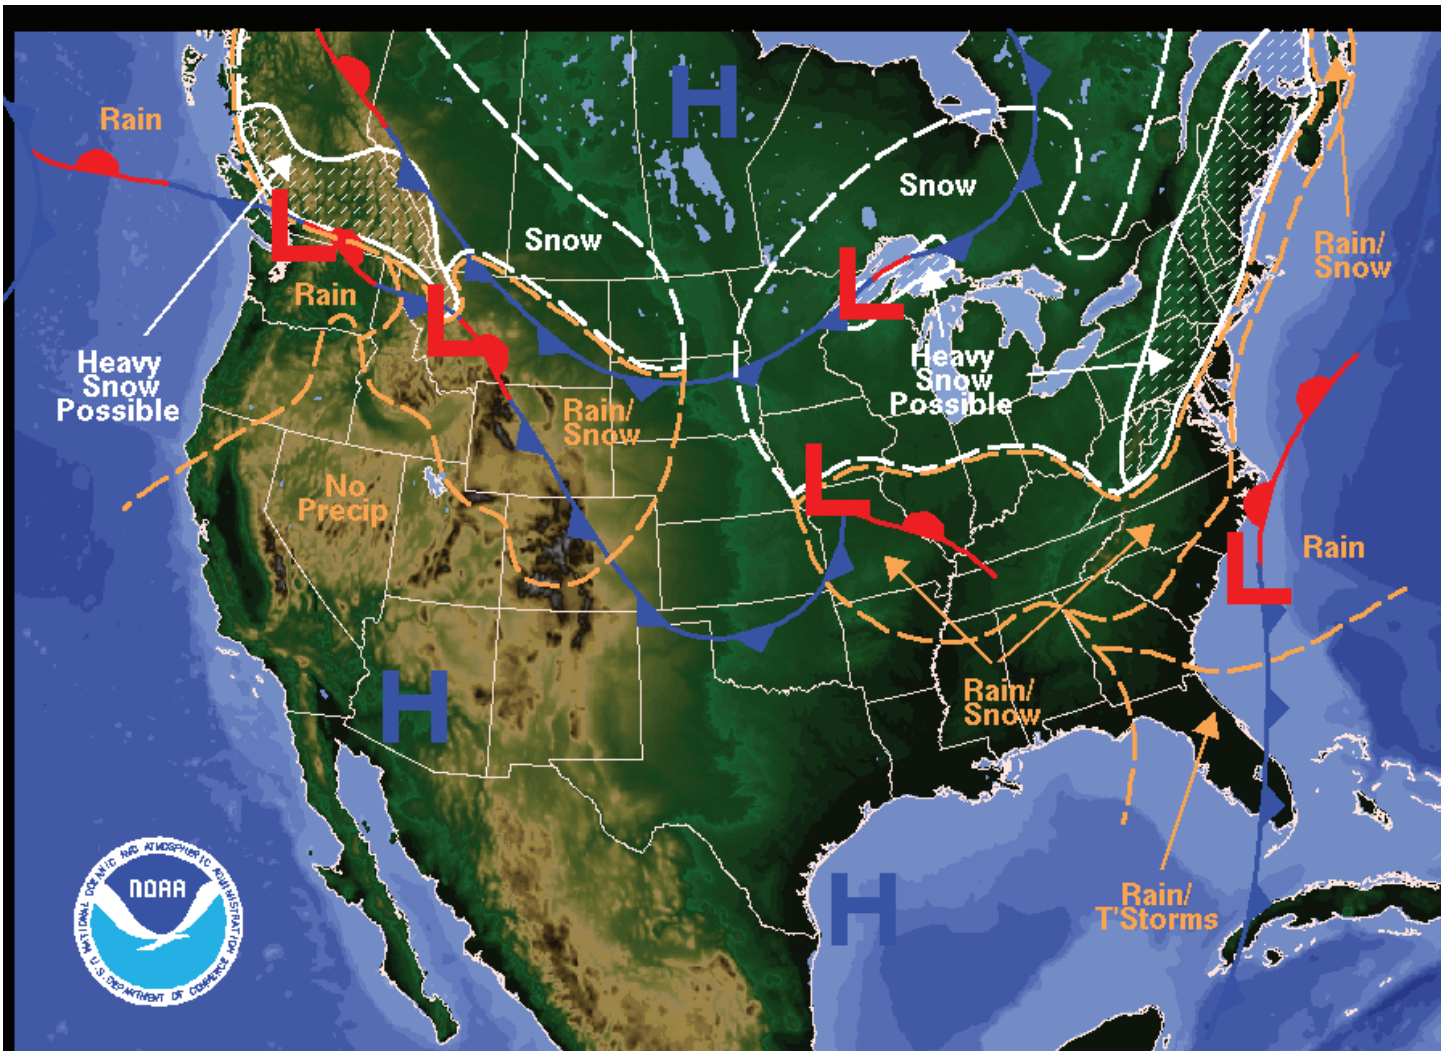 H
Rain
Snow
Snow
L
L
Rain/
Snow
Rain
L
Heavy
Snow
Possible
Heavy
Snow
Possible
Rain/
Snow
L
No
Precip
L
Rain
H
Rain/
Snow
H
Rain/
T'Storms
NATIONAL OCEANIC AND ATMOSPHERIC ADMINISTRATION
NOAA
U.S. DEPARTMENT OF COMMERCE